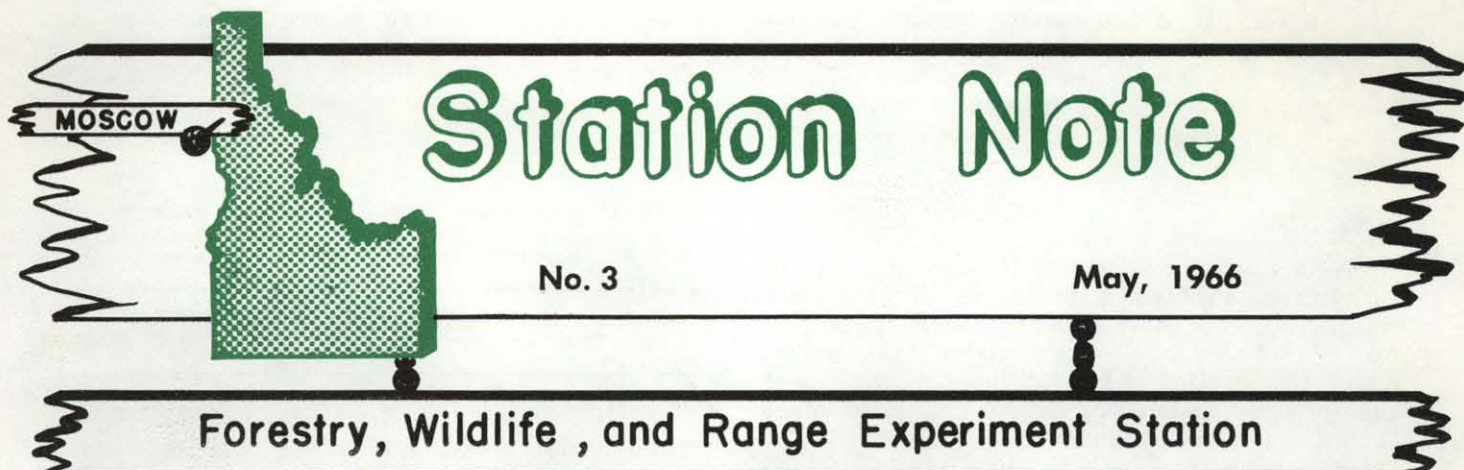 MOSCOW
Station Note
No. 3 May, 1966
Forestry, Wildlife, and Range Experiment Station